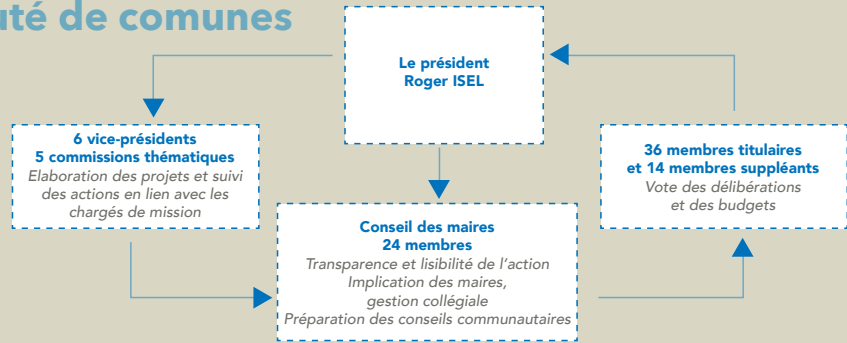 uté de comunes
Le président
Roger ISEL
6 vice-présidents
5 commissions thématiques
Elaboration des projets et suivi
des actions en lien avec les
chargés de mission
36 membres titulaires
et 14 membres suppléants
Vote des délibérations
et des budgets
Conseil des maires
24 membres
Transparence et lisibilité de l'action
Implication des maires,
gestion collégiale
Préparation des conseils communautaires